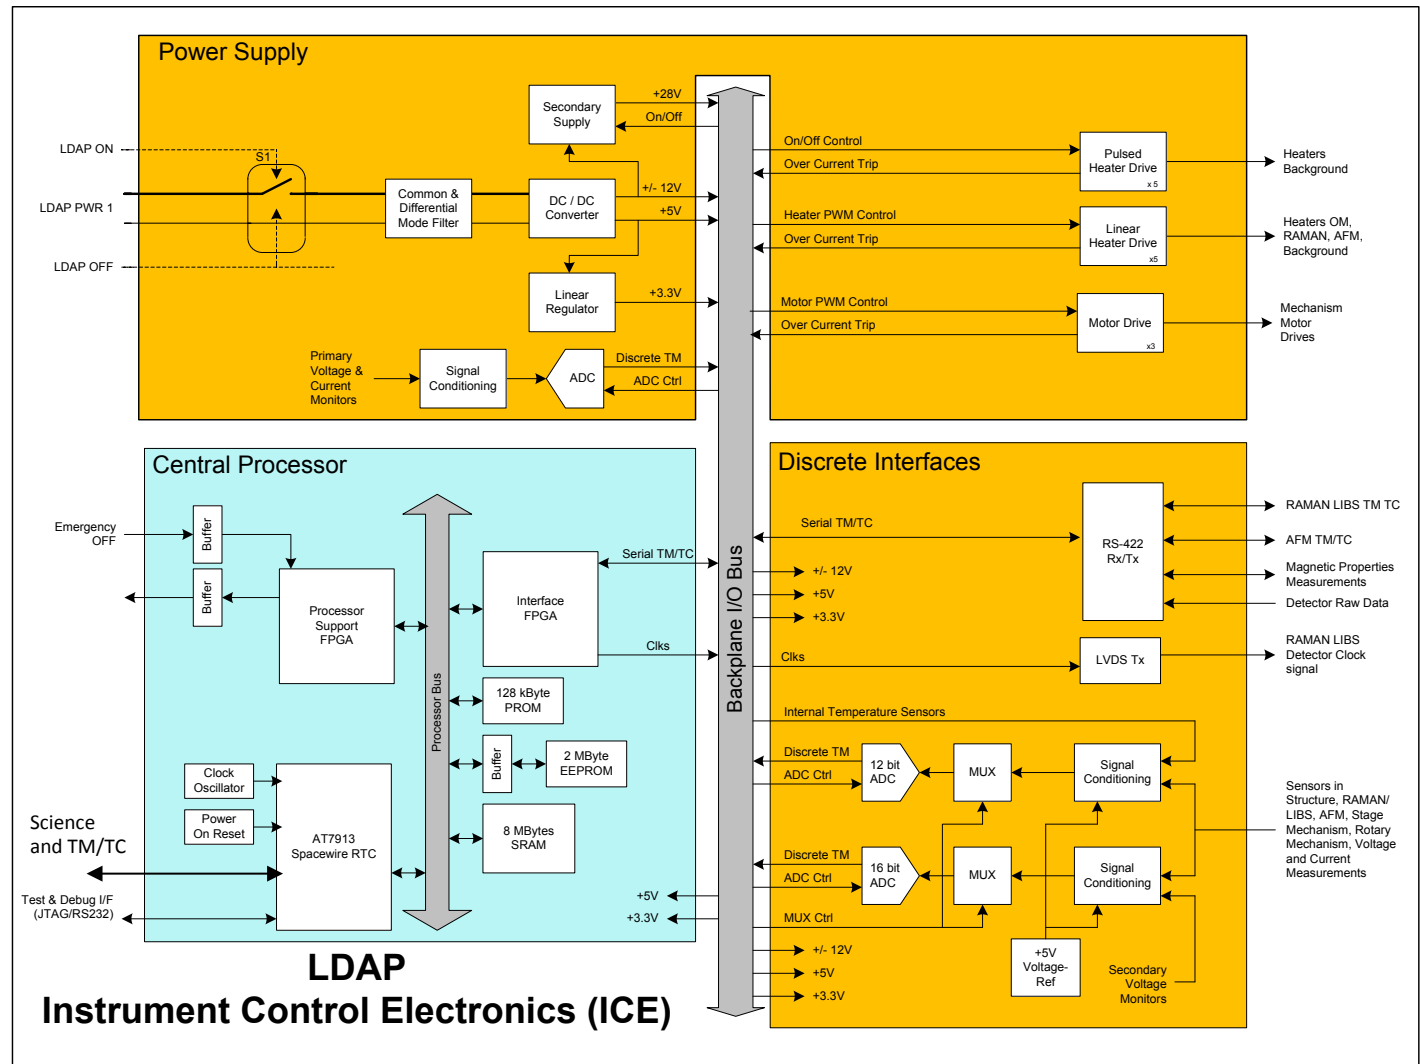 Power Supply
Secondary
Supply
+28V
On/Off
LDAP ON
S1
LDAP PWR 1
LDAP OFF
Common &
Differential
Mode Filter
DC / DC
Converter
+/- 12V
+5V
Linear
Regulator
+3.3V
Primary
Voltage &
Current
Monitors
Signal
Conditioning
ADC
Discrete TM
ADC Ctrl
On/Off Control
Over Current Trip
Pulsed
Heater Drive
x 5
Heaters
Background
Heater PWM Control
Over Current Trip
Linear
Heater Drive
x5
Heaters OM,
RAMAN, AFM,
Background
Motor PWM Control
Over Current Trip
Motor Drive
x3
Mechanism
Motor
Drives
Backplane I/O Bus
Central Processor
Emergency
OFF
Buffer
Buffer
Processor
Support
FPGA
Processor Bus
Interface
FPGA
Serial TM/TC
Clks
128 kByte
PROM
Buffer
2 MByte
EEPROM
8 MBytes
SRAM
Clock
Oscillator
Power
On Reset
AT7913
Spacewire RTC
Science
and TM/TC
Test & Debug I/F
(JTAG/RS232)
+5V
+3.3V
Discrete Interfaces
Serial TM/TC
+/- 12V
+5V
+3.3V
RS-422
Rx/Tx
RAMAN LIBS TM TC
AFM TM/TC
Magnetic Properties
Measurements
Detector Raw Data
Clks
LVDS Tx
RAMAN LIBS
Detector Clock
signal
Internal Temperature Sensors
Discrete TM
ADC Ctrl
12 bit
ADC
MUX
Signal
Conditioning
Discrete TM
ADC Ctrl
16 bit
ADC
MUX
Signal
Conditioning
Sensors in
Structure, RAMAN/
LIBS, AFM, Stage
Mechanism, Rotary
Mechanism, Voltage
and Current
Measurements
MUX Ctrl
+/- 12V
+5V
+3.3V
+5V
Voltage-
Ref
Secondary
Voltage
Monitors
LDAP
Instrument Control Electronics (ICE)